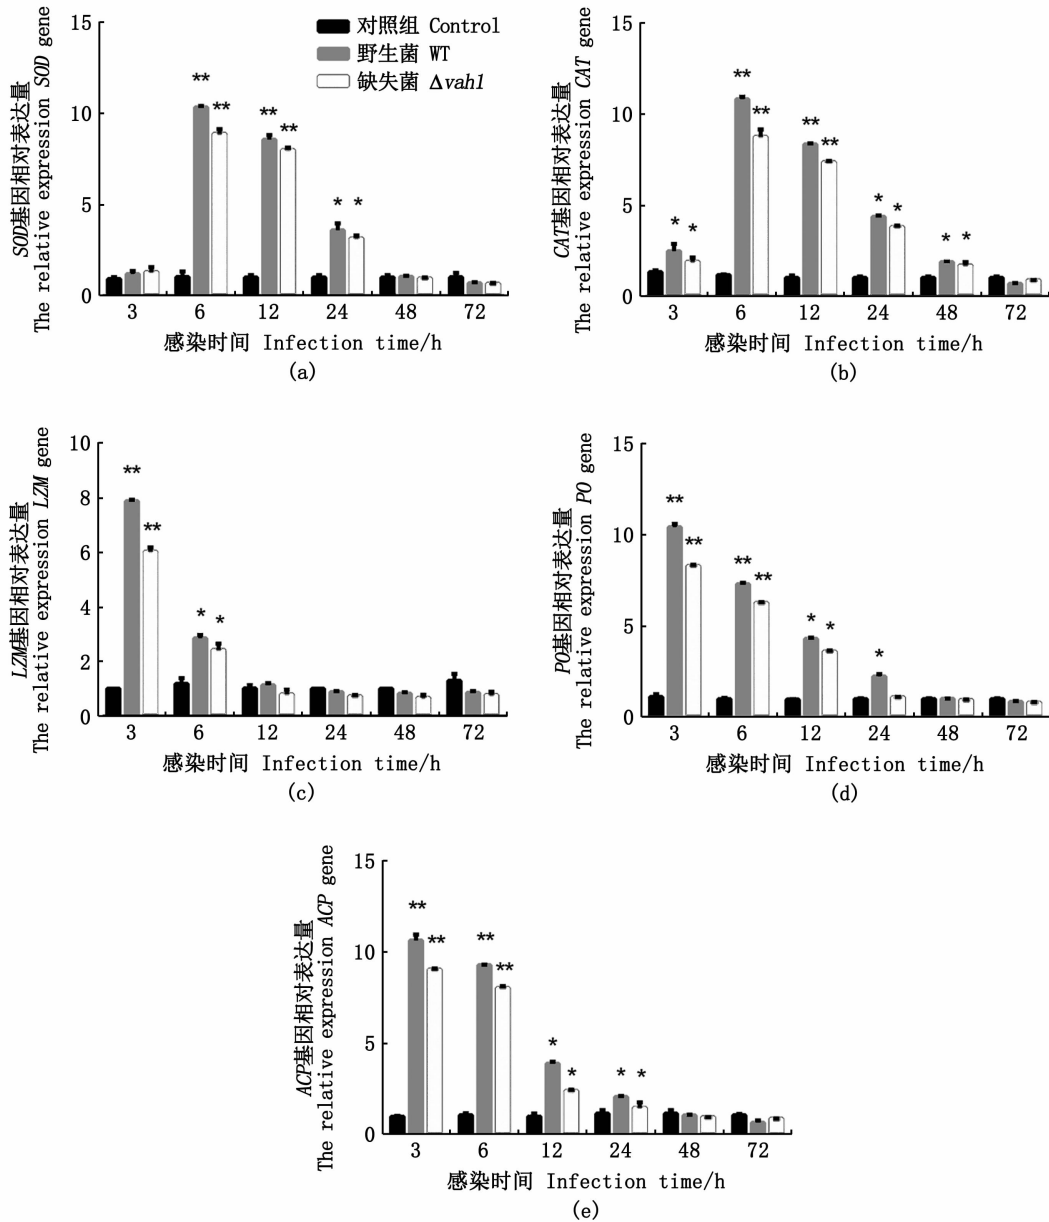 SOD基因相对表达量
The relative expression SOD gene
15
10
5
0
对照组 Control
野生菌 WT
缺失菌 Δvah1
**
**
**
**
*
*
3 6 12 24 48 72
感染时间 Infection time/h
(a)
CAT基因相对表达量
The relative expression CAT gene
15
10
5
0
*
*
**
**
**
**
*
*
*
*
3 6 12 24 48 72
感染时间 Infection time/h
(b)
LZM基因相对表达量
The relative expression LZM gene
10
8
6
4
2
0
**
**
*
*
3 6 12 24 48 72
感染时间 Infection time/h
(c)
PO基因相对表达量
The relative expression PO gene
15
10
5
0
**
**
**
**
*
*
*
3 6 12 24 48 72
感染时间 Infection time/h
(d)
ACP基因相对表达量
The relative expression ACP gene
15
10
5
0
**
**
**
**
*
*
*
*
3 6 12 24 48 72
感染时间 Infection time/h
(e)